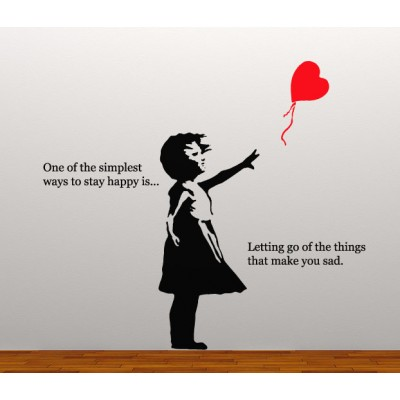 One of the simplest
ways to stay happy is...
Letting go of the things
that make you sad.